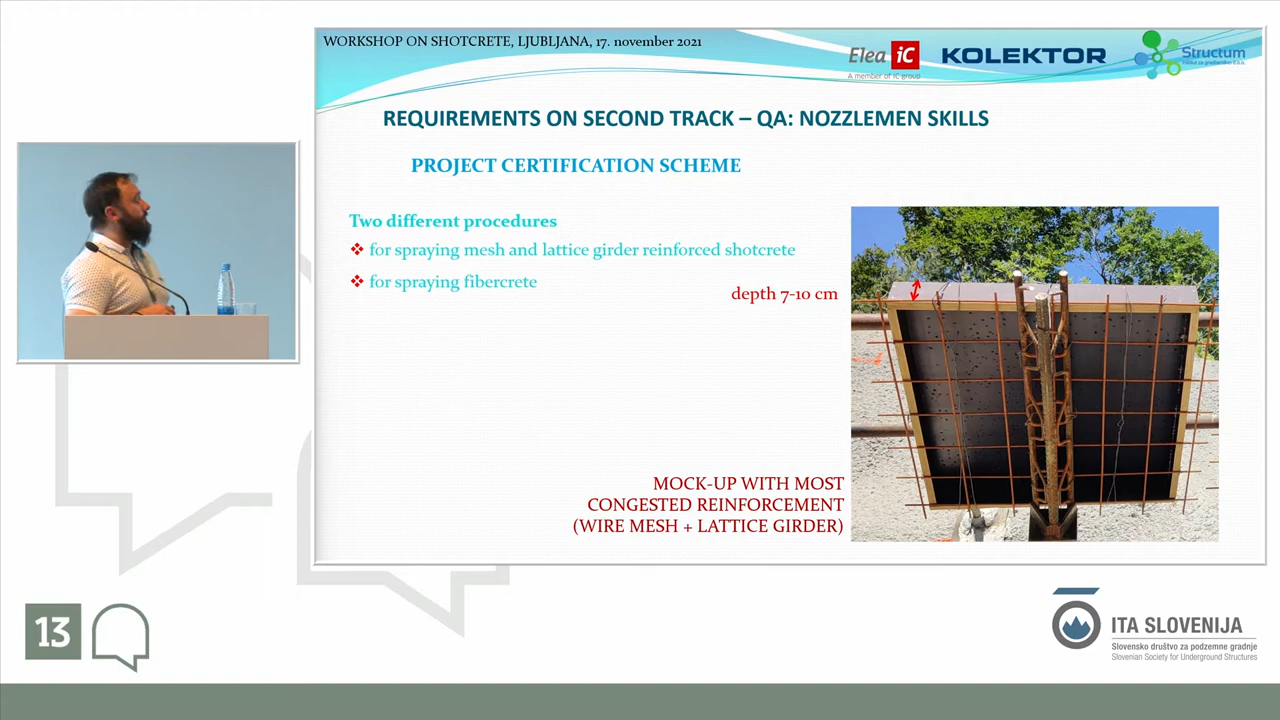 WORKSHOP ON SHOTCRETE, LJUBLJANA, 17. november 2021
Elea iC
A member of iC group
KOLEKTOR
Structum
REQUIREMENTS ON SECOND TRACK – QA: NOZZLEMEN SKILLS
PROJECT CERTIFICATION SCHEME
Two different procedures
❖ for spraying mesh and lattice girder reinforced shotcrete
❖ for spraying fibercrete
depth 7-10 cm
MOCK-UP WITH MOST
CONGESTED REINFORCEMENT
(WIRE MESH + LATTICE GIRDER)
13
ITA SLOVENIJA
Slovensko društvo za podzemne gradnje
Slovenian Society for Underground Structures